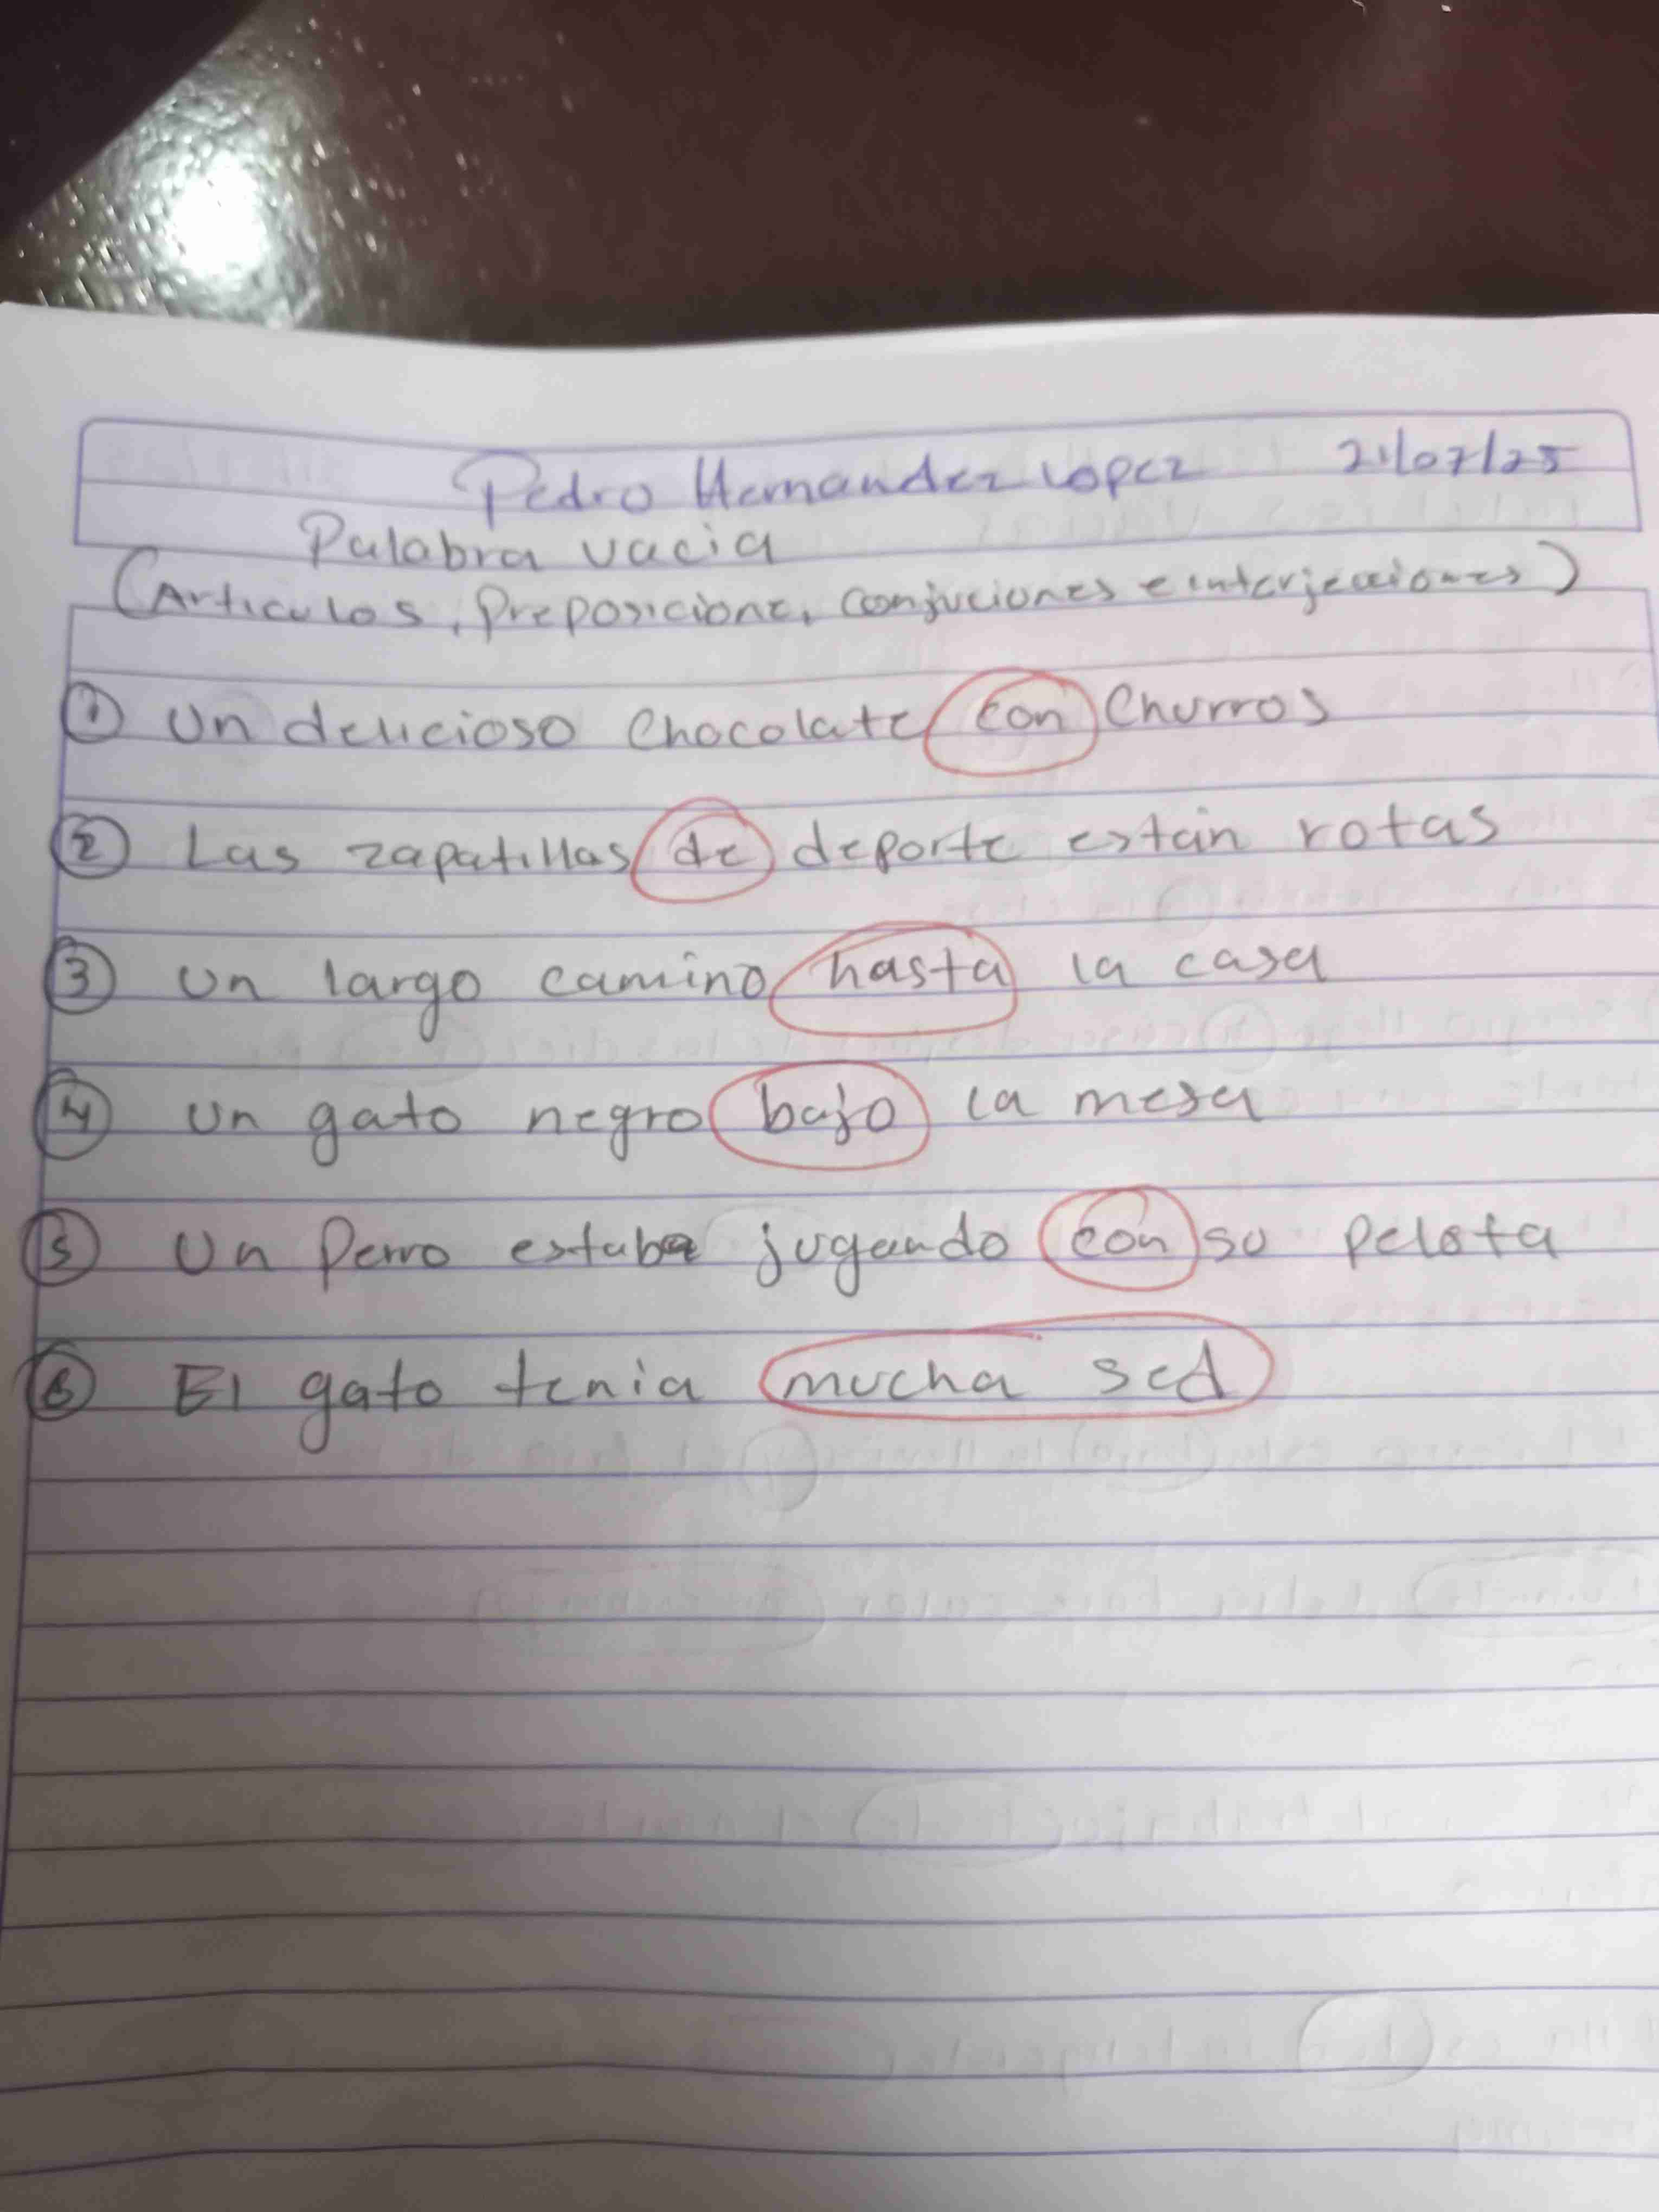 Pedro Hernandez Lopez 21/07/25
Palabra vacia
(Articulos, preposicione, conjuciones e interjecciones)
① Un delicioso chocolate con churros
② Las zapatillas de deporte están rotas
③ Un largo camino hasta la casa
④ Un gato negro bajo la mesa
⑤ Un perro estaba jugando con su pelota
⑥ El gato tenia mucha sed